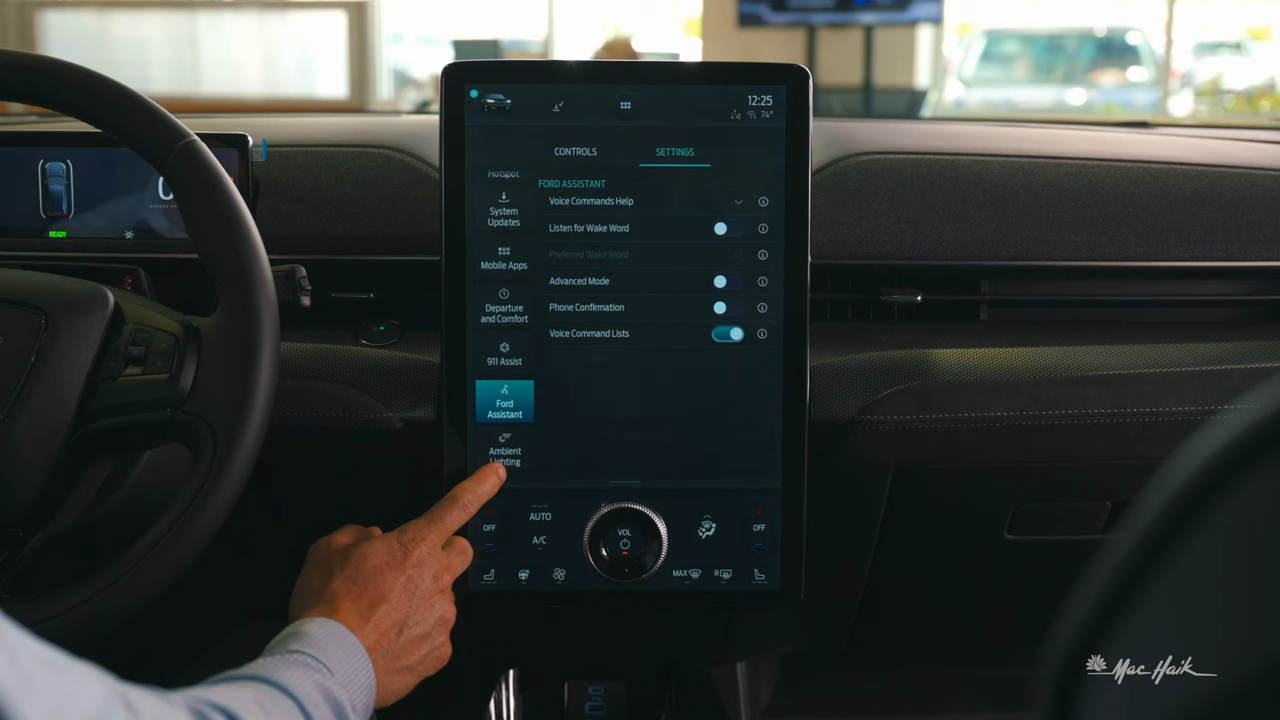 12:25
74°
CONTROLS
SETTINGS
Hotspot
System
Updates
Mobile Apps
Departure
and Comfort
911 Assist
Ford
Assistant
Ambient
Lighting
FORD ASSISTANT
Voice Commands Help
Listen for Wake Word
Preferred Wake Word
Advanced Mode
Phone Confirmation
Voice Command Lists
READY
OFF
AUTO
A/C
VOL
OFF
MAX
R
Mac Haik